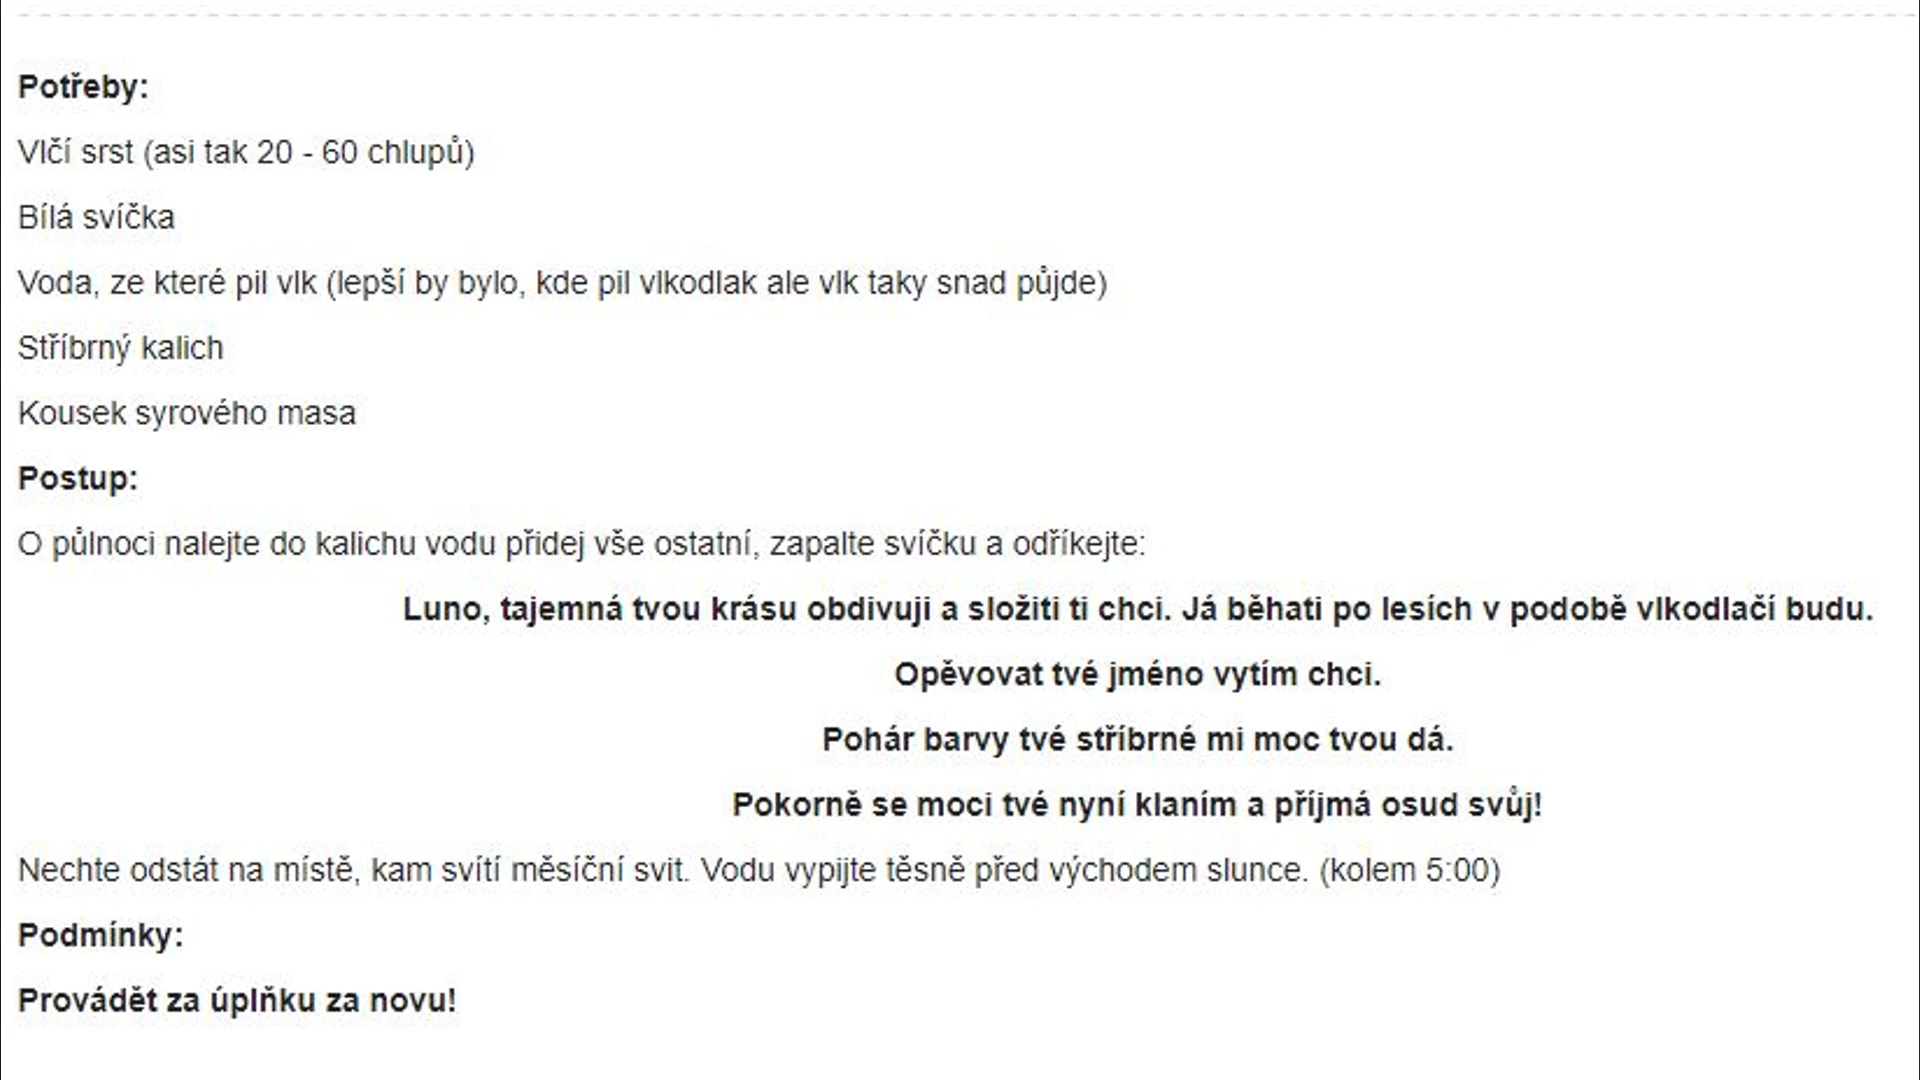 Potřeby:
Vlčí srst (asi tak 20 - 60 chlupů)
Bílá svíčka
Voda, ze které pil vlk (lepší by bylo, kde pil vlkodlak ale vlk taky snad půjde)
Stříbrný kalich
Kousek syrového masa
Postup:
O půlnoci nalejte do kalichu vodu přidej vše ostatní, zapalte svíčku a odříkejte:
Luno, tajemná tvou krásu obdivuji a složiti ti chci. Já běhati po lesích v podobě vlkodlačí budu.
Opěvovat tvé jméno vytím chci.
Pohár barvy tvé stříbrné mi moc tvou dá.
Pokorně se moci tvé nyní klaním a příjmá osud svůj!
Nechte odstát na místě, kam svítí měsíční svit. Vodu vypijte těsně před východem slunce. (kolem 5:00)
Podmínky:
Provádět za úplňku za novu!